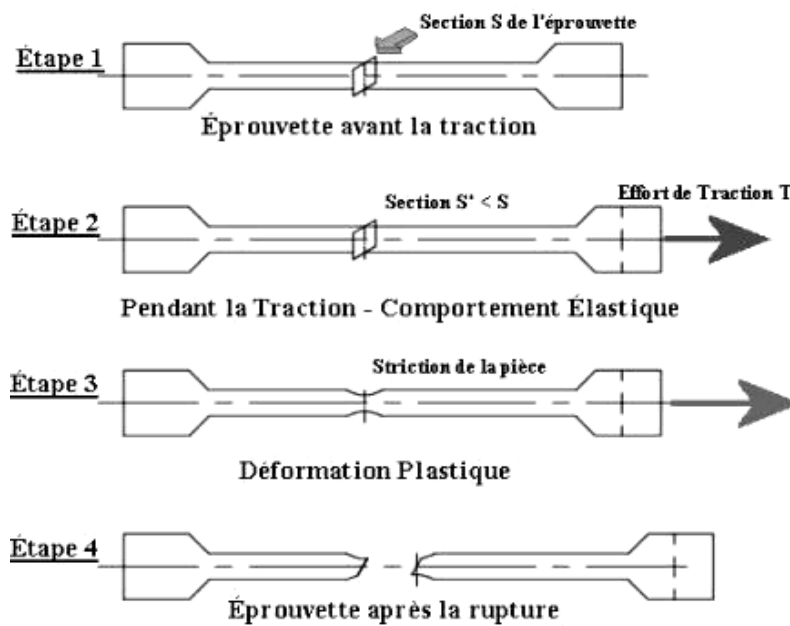 Section S de l'éprouvette
Étape 1
Éprouvette avant la traction
Section S' < S
Effort de Traction T
Étape 2
Pendant la Traction - Comportement Élastique
Striction de la pièce
Étape 3
Déformation Plastique
Étape 4
Éprouvette après la rupture